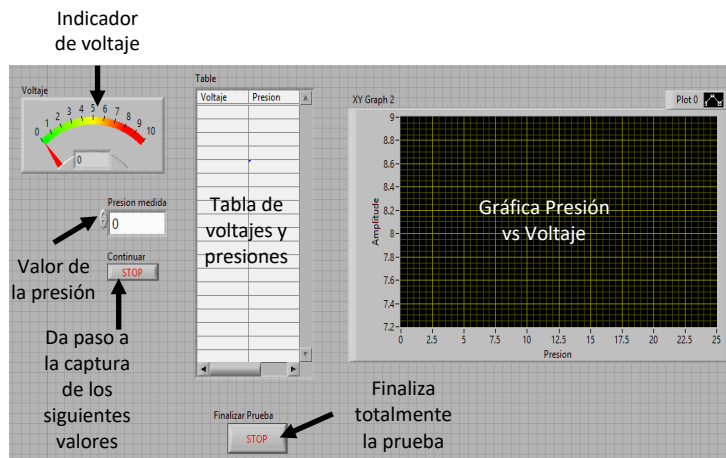 Indicador
de voltaje
Voltaje
0 1 2 3 4 5 6 7 8 9 10
0
Presion medida
0
Valor de
la presión
Continuar
STOP
Da paso a
la captura
de los
siguientes
valores
Table
Voltaje Presion
Tabla de
voltajes y
presiones
Finalizar Prueba
STOP
Finaliza
totalmente
la prueba
XY Graph 2
Plot 0
Amplitude
9
8.8
8.6
8.4
8.2
8
7.8
7.6
7.4
7.2
Gráfica Presión
vs Voltaje
0 2.5 5 7.5 10 12.5 15 17.5 20 22.5 25
Presion